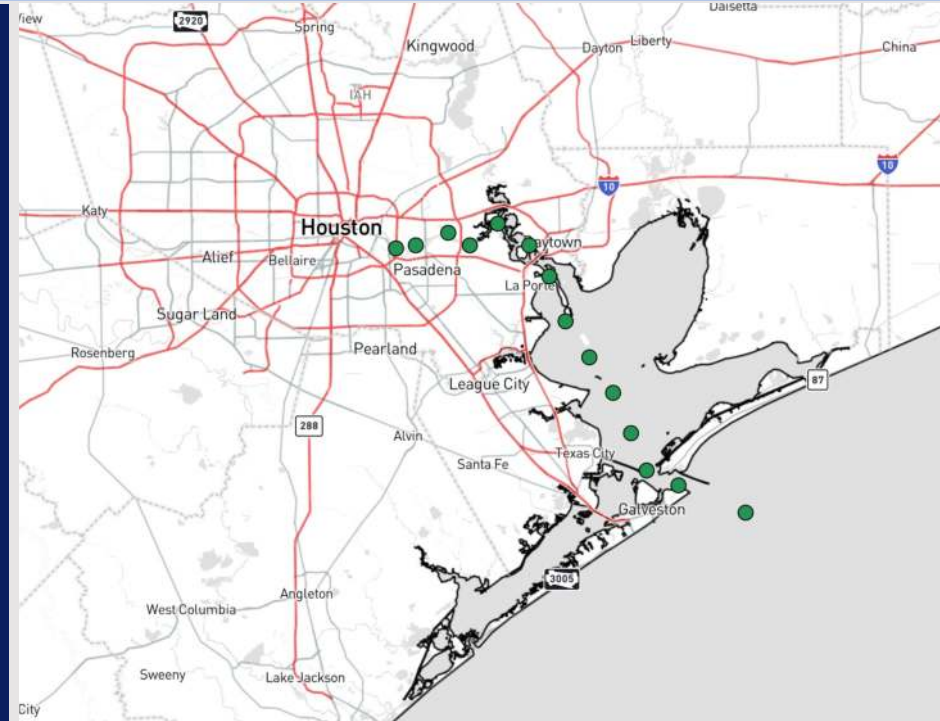 View
2920
Spring
Daisetta
Kingwood
Dayton
Liberty
China
IAH
10
10
Katy
Houston
Baytown
Alief
Bellaire
Pasadena
La Porte
Sugar Land
Rosenberg
Pearland
League City
87
288
Alvin
Santa Fe
Texas City
Galveston
3005
Angleton
West Columbia
Sweeny
Lake Jackson
City